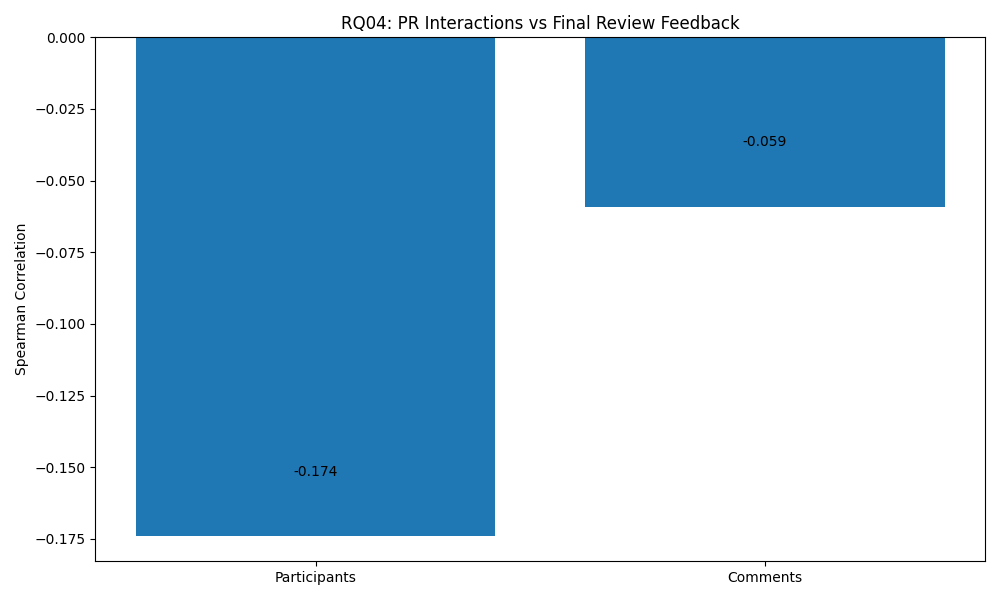 RQ04: PR Interactions vs Final Review Feedback
Spearman Correlation
0.000
−0.025
−0.050
−0.075
−0.100
−0.125
−0.150
−0.175
-0.174
-0.059
Participants
Comments